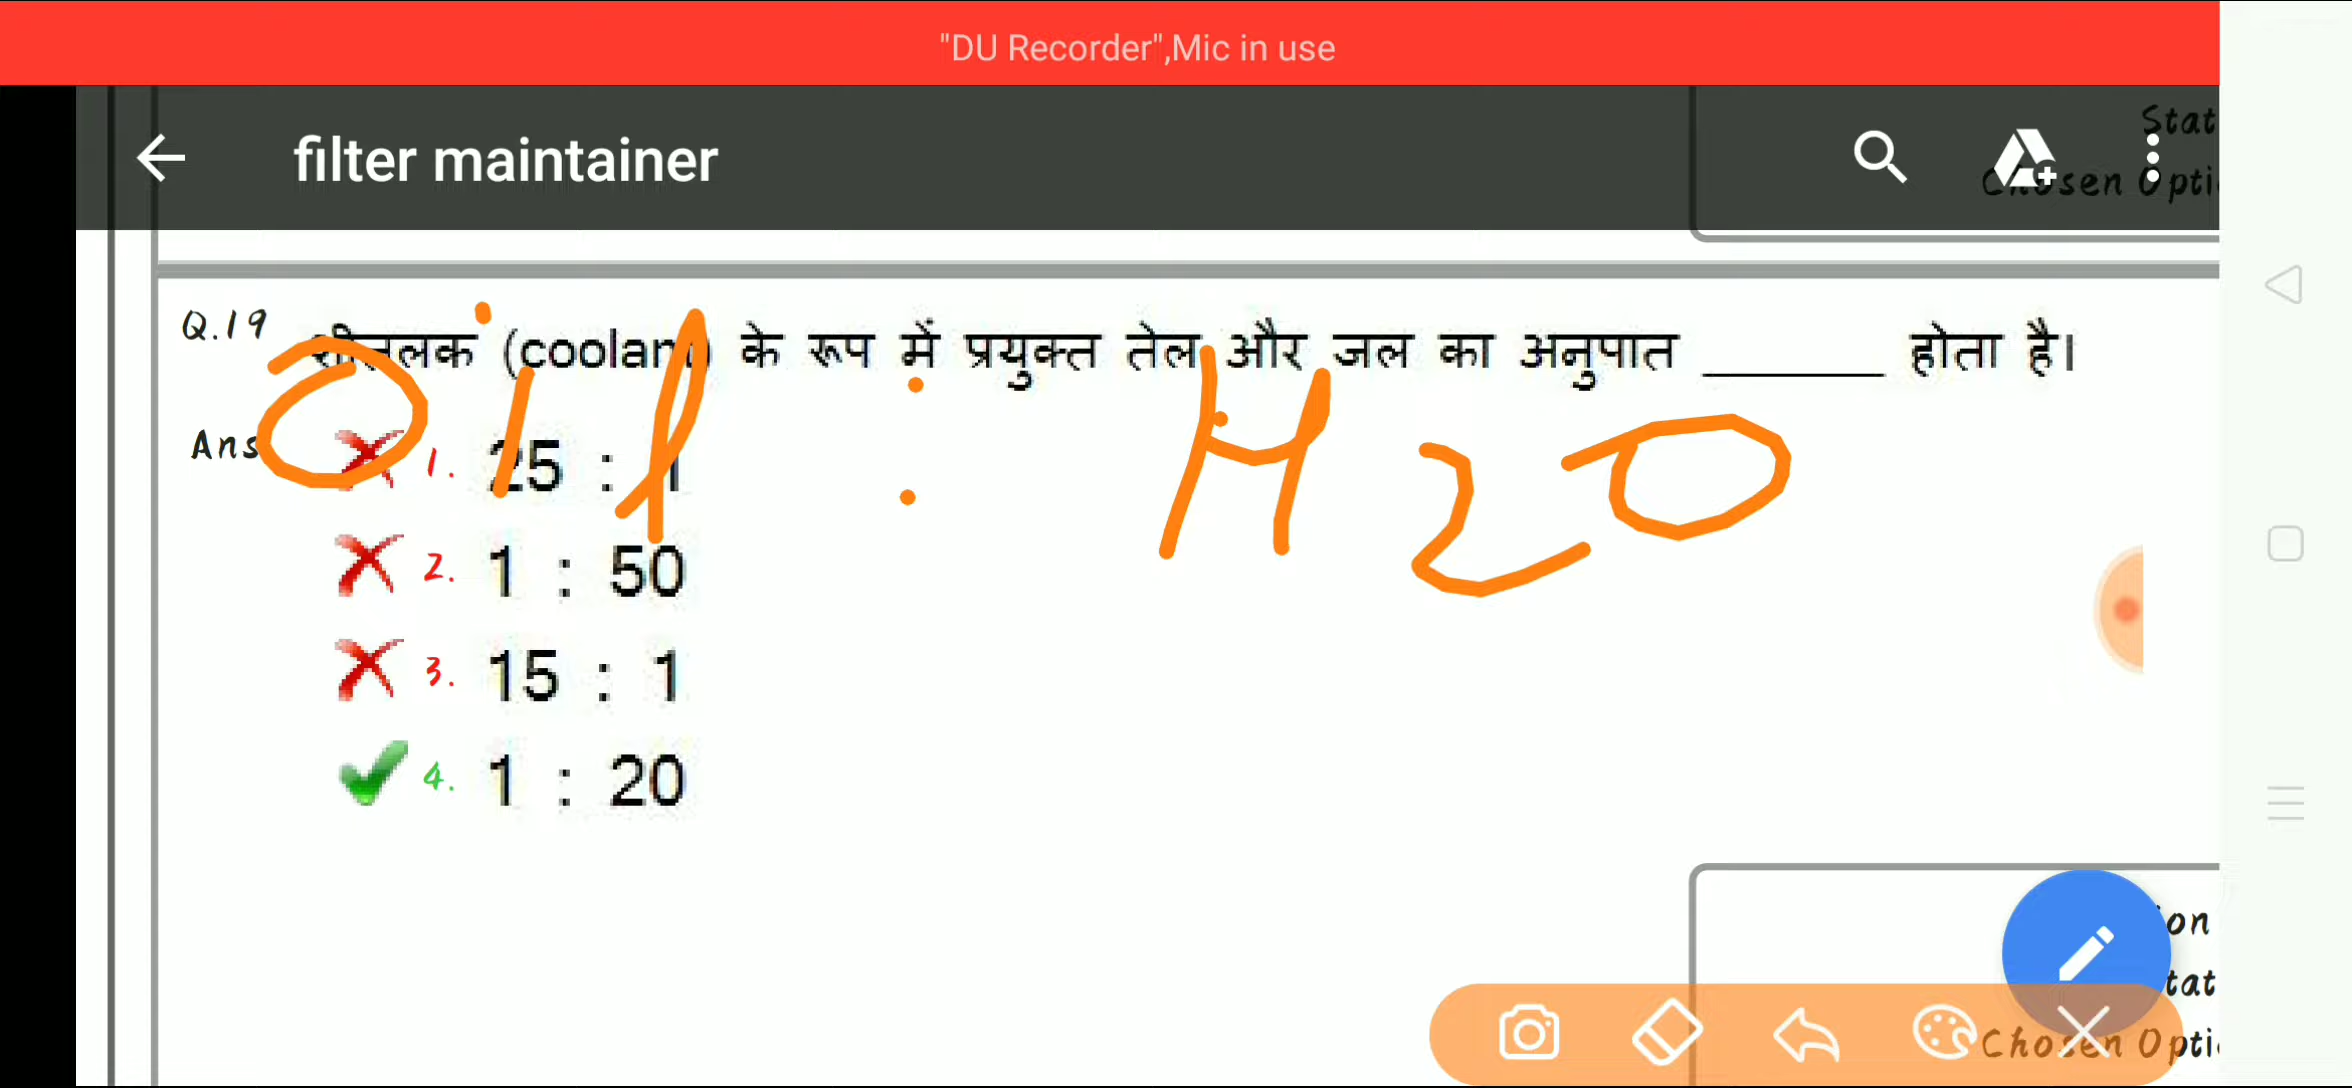 "DU Recorder",Mic in use
filter maintainer
Stat
Chosen Opti
Q.19 शीतलक (coolant) के रूप में प्रयुक्त तेल और जल का अनुपात ______ होता है।
Oil : H2O
Ans 1. 25 : 1
2. 1 : 50
3. 15 : 1
4. 1 : 20
on
tat
Chosen Opti